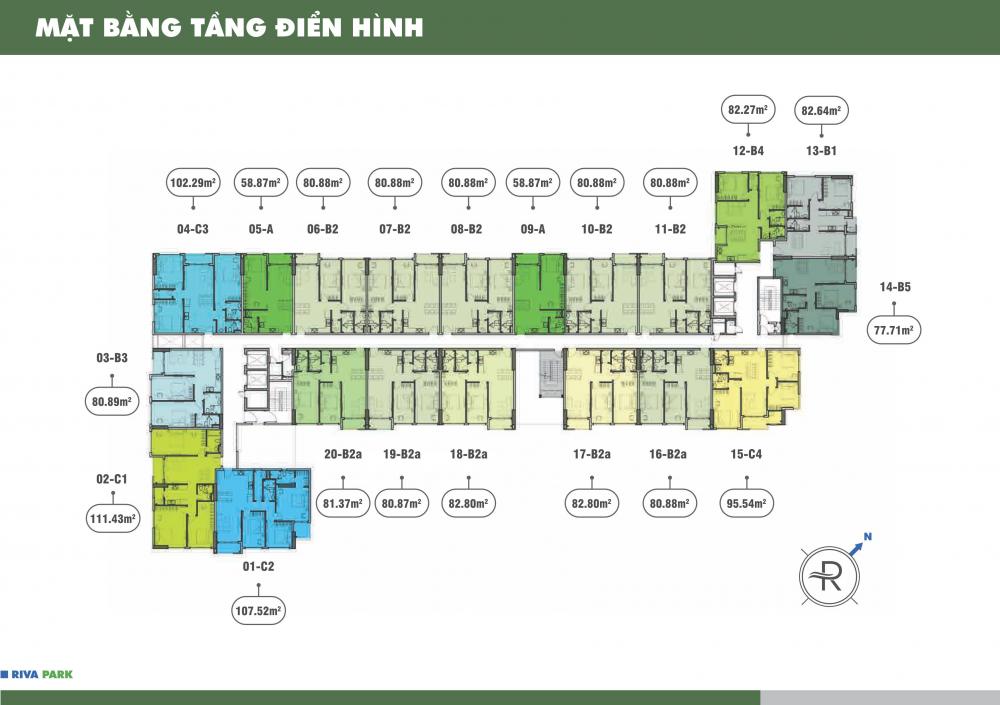 MẶT BẰNG TẦNG ĐIỂN HÌNH
82.27m²
82.64m²
12-B4
13-B1
102.29m²
58.87m²
80.88m²
80.88m²
80.88m²
58.87m²
80.88m²
80.88m²
04-C3
05-A
06-B2
07-B2
08-B2
09-A
10-B2
11-B2
14-B5
77.71m²
03-B3
80.89m²
02-C1
111.43m²
20-B2a
19-B2a
18-B2a
17-B2a
16-B2a
15-C4
81.37m²
80.87m²
82.80m²
82.80m²
80.88m²
95.54m²
01-C2
107.52m²
N
R
RIVA PARK